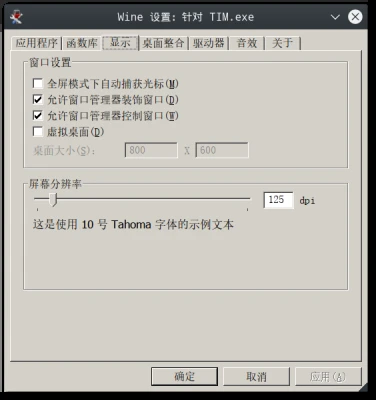 Wine 设置: 针对 TIM.exe
应用程序 函数库 显示 桌面整合 驱动器 音效 关于
窗口设置
全屏模式下自动捕获光标(M)
允许窗口管理器装饰窗口(D)
允许窗口管理器控制窗口(W)
虚拟桌面(D)
桌面大小(S): 800 X 600
屏幕分辨率
125 dpi
这是使用 10 号 Tahoma 字体的示例文本
确定 取消 应用(A)